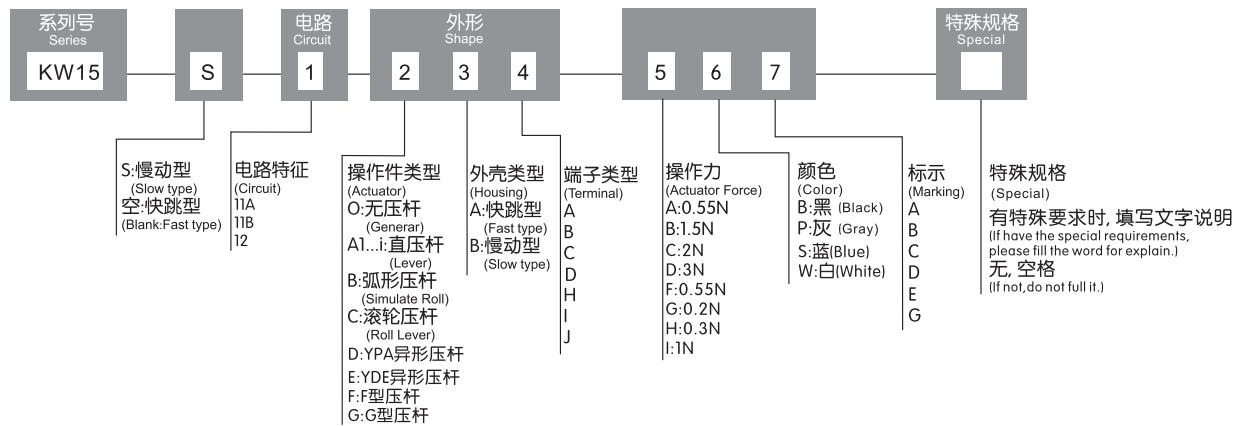 系列号
Series
KW15
S
电路
Circuit
1
外形
Shape
2
3
4
5
6
7
特殊规格
Special
S:慢动型
(Slow type)
空:快跳型
(Blank:Fast type)
电路特征
(Circuit)
11A
11B
12
操作件类型
(Actuator)
O:无压杆
(Generar)
A1...i:直压杆
(Lever)
B:弧形压杆
(Simulate Roll)
C:滚轮压杆
(Roll Lever)
D:YPA异形压杆
E:YDE异形压杆
F:F型压杆
G:G型压杆
外壳类型
(Housing)
A:快跳型
(Fast type)
B:慢动型
(Slow type)
端子类型
(Terminal)
A
B
C
D
H
I
J
操作力
(Actuator Force)
A:0.55N
B:1.5N
C:2N
D:3N
F:0.55N
G:0.2N
H:0.3N
I:1N
颜色
(Color)
B:黑 (Black)
P:灰 (Gray)
S:蓝(Blue)
W:白(White)
标示
(Marking)
A
B
C
D
E
G
特殊规格
(Special)
有特殊要求时, 填写文字说明
(If have the special requirements,
please fill the word for explain.)
无, 空格
(If not,do not full it.)